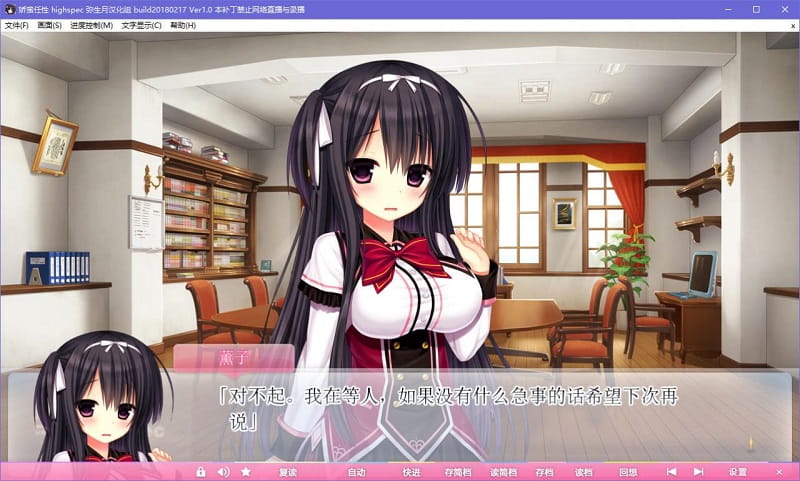 娇蛮任性 highspec 弥生月汉化组 build20180217 Ver1.0 本补丁禁止网络直播与录播
文件(F) 画面(S) 进度控制(M) 文字显示(C) 帮助(H)
薫子
「对不起。我在等人，如果没有什么急事的话希望下次再
说」
复读 自动 快进 存简档 读简档 存档 读档 回想 设置